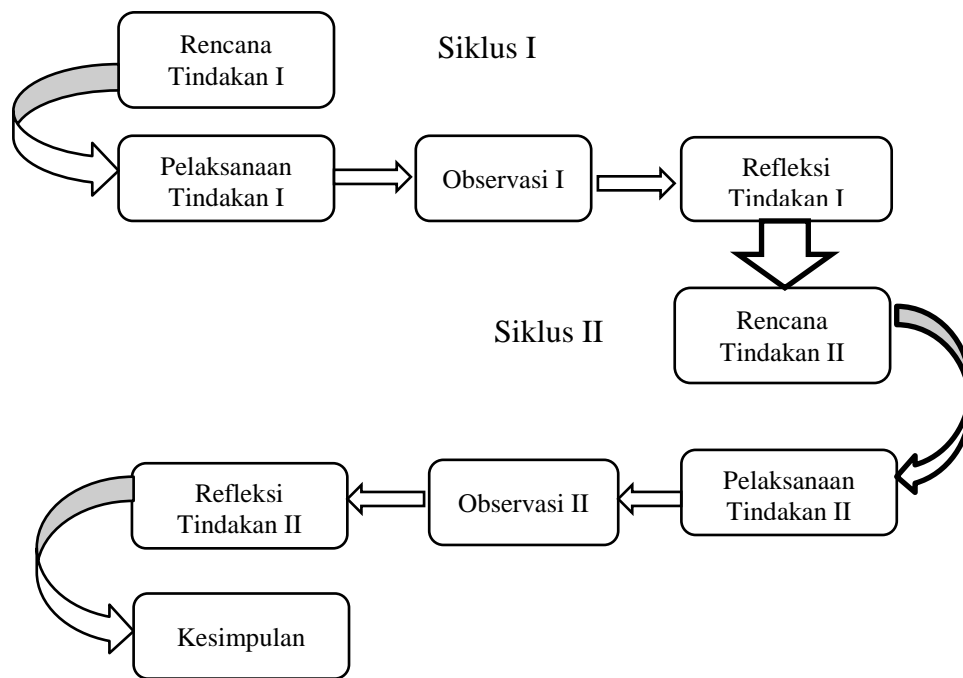 Rencana
Tindakan I
Siklus I
Pelaksanaan
Tindakan I
Observasi I
Refleksi
Tindakan I
Siklus II
Rencana
Tindakan II
Refleksi
Tindakan II
Observasi II
Pelaksanaan
Tindakan II
Kesimpulan